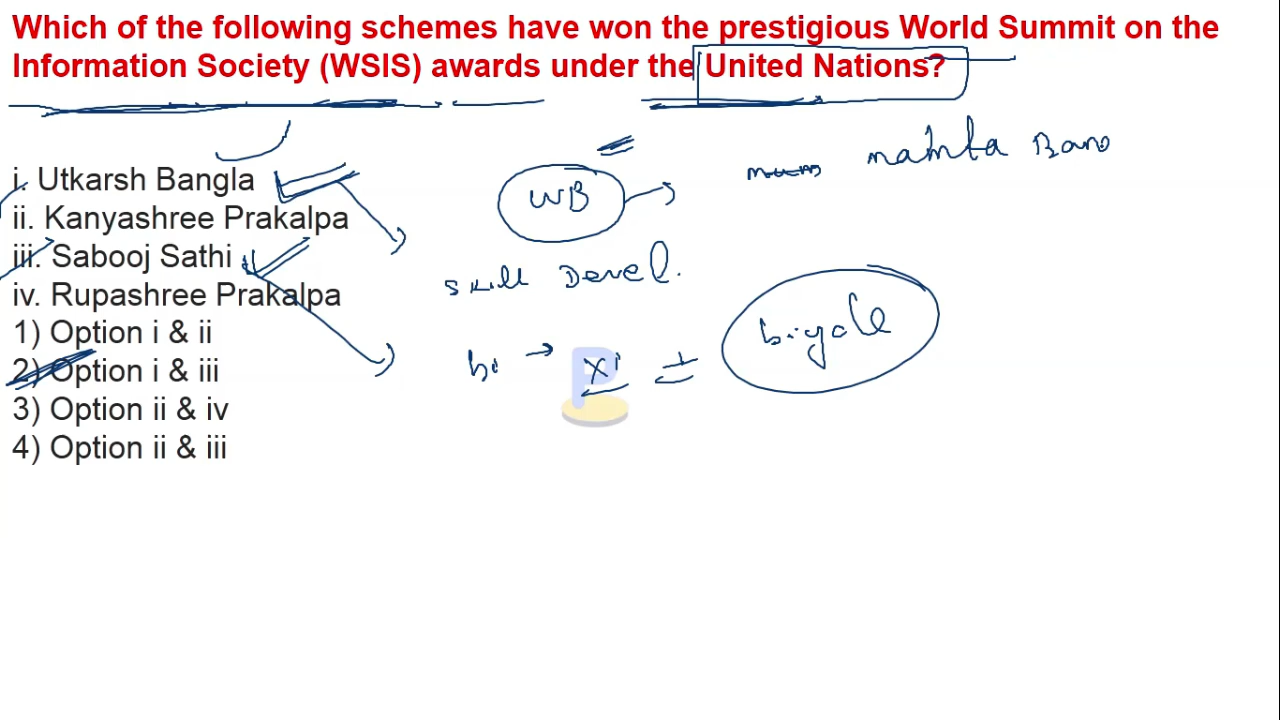 Which of the following schemes have won the prestigious World Summit on the
Information Society (WSIS) awards under the United Nations?
i. Utkarsh Bangla
ii. Kanyashree Prakalpa
iii. Sabooj Sathi
iv. Rupashree Prakalpa
1) Option i & ii
2) Option i & iii
3) Option ii & iv
4) Option ii & iii
WB
mamta Bano
Skill Devel.
bicycle